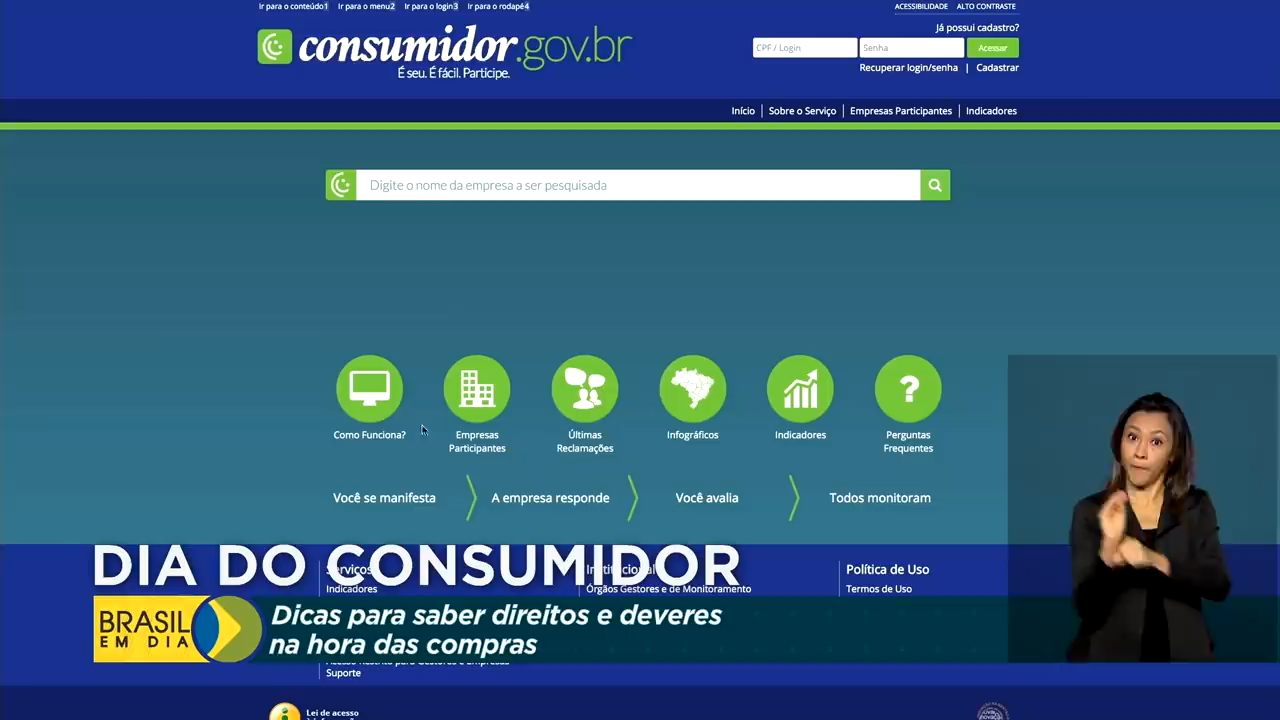 Ir para o conteúdo1 Ir para o menu2 Ir para o login3 Ir para o rodapé4
ACESSIBILIDADE ALTO CONTRASTE
consumidor.gov.br
É seu. É fácil. Participe.
Já possui cadastro?
CPF / Login Senha Acessar
Recuperar login/senha | Cadastrar
Início Sobre o Serviço Empresas Participantes Indicadores
Digite o nome da empresa a ser pesquisada
Como Funciona?
Empresas
Participantes
Últimas
Reclamações
Infográficos
Indicadores
?
Perguntas
Frequentes
Você se manifesta
A empresa responde
Você avalia
Todos monitoram
DIA DO CONSUMIDOR
Serviços
Indicadores
Institucional
Órgãos Gestores e de Monitoramento
Política de Uso
Termos de Uso
BRASIL
EM DIA
Dicas para saber direitos e deveres
na hora das compras
Suporte
Lei de acesso